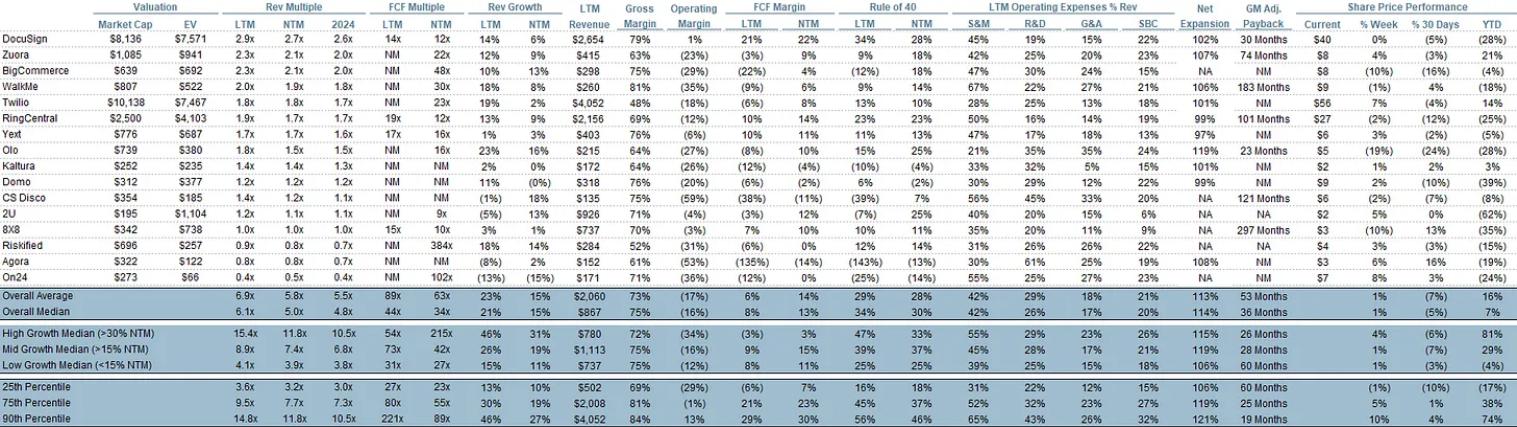 Valuation Rev Multiple FCF Multiple Rev Growth LTM Gross Operating FCF Margin Rule of 40 LTM Operating Expenses % Rev Net GM Adj. Share Price Performance
Market Cap EV LTM NTM 2024 LTM NTM LTM NTM Revenue Margin Margin LTM NTM LTM NTM S&M R&D G&A SBC Expansion Payback Current % Week % 30 Days YTD
DocuSign $8,136 $7,571 2.9x 2.7x 2.6x 14x 12x 14% 6% $2,654 79% 1% 21% 22% 34% 28% 45% 19% 15% 22% 102% 30 Months $40 0% (5%) (28%)
Zuora $1,085 $941 2.3x 2.1x 2.0x NM 22x 12% 9% $415 63% (23%) (3%) 9% 9% 18% 42% 25% 20% 23% 107% 74 Months $8 4% (3%) 21%
BigCommerce $639 $692 2.3x 2.1x 2.0x NM 48x 10% 13% $298 75% (29%) (22%) 4% (12%) 18% 47% 30% 24% 15% NA NM $8 (10%) (16%) (4%)
WalkMe $807 $522 2.0x 1.9x 1.8x NM 30x 18% 8% $260 81% (35%) (9%) 6% 9% 14% 67% 22% 27% 21% 106% 183 Months $9 (1%) 4% (18%)
Twilio $10,138 $7,467 1.8x 1.8x 1.7x NM 23x 19% 2% $4,052 48% (18%) (6%) 8% 13% 10% 28% 25% 13% 18% 101% NM $56 7% (4%) 14%
RingCentral $2,500 $4,103 1.9x 1.7x 1.7x 19x 12x 13% 9% $2,156 69% (12%) 10% 14% 23% 23% 50% 16% 14% 19% 99% 101 Months $27 (2%) (12%) (25%)
Yext $776 $687 1.7x 1.7x 1.6x 17x 16x 1% 3% $403 76% (6%) 10% 11% 11% 13% 47% 17% 18% 13% 97% NM $6 3% (2%) (5%)
Olo $739 $380 1.8x 1.5x 1.5x NM 16x 23% 16% $215 64% (27%) (8%) 10% 15% 25% 21% 35% 35% 24% 119% 23 Months $5 (19%) (24%) (28%)
Kaltura $252 $235 1.4x 1.4x 1.3x NM NM 2% 0% $172 64% (26%) (12%) (4%) (10%) (4%) 33% 32% 5% 15% 101% NM $2 1% 2% 3%
Domo $312 $377 1.2x 1.2x 1.2x NM NM 11% (0%) $318 76% (20%) (6%) (2%) 6% (2%) 30% 29% 12% 22% 99% NM $9 2% (10%) (39%)
CS Disco $354 $185 1.4x 1.2x 1.1x NM NM (1%) 18% $135 75% (59%) (38%) (11%) (39%) 7% 56% 45% 33% 20% NA 121 Months $6 (2%) (7%) (8%)
2U $195 $1,104 1.2x 1.1x 1.1x NM 9x (5%) 13% $926 71% (4%) (3%) 12% (7%) 25% 40% 20% 15% 6% NA NA $2 5% 0% (62%)
8X8 $342 $738 1.0x 1.0x 1.0x 15x 10x 3% 1% $737 70% (3%) 7% 10% 10% 11% 35% 20% 11% 9% NA 297 Months $3 (10%) 13% (35%)
Riskified $696 $257 0.9x 0.8x 0.7x NM 384x 18% 14% $284 52% (31%) (6%) 0% 12% 14% 31% 26% 26% 22% NA NA $4 3% (3%) (15%)
Agora $322 $122 0.8x 0.8x 0.7x NM NM (8%) 2% $152 61% (53%) (135%) (14%) (143%) (13%) 30% 61% 25% 19% 108% NM $3 6% 16% (19%)
On24 $273 $66 0.4x 0.5x 0.4x NM 102x (13%) (15%) $171 71% (36%) (12%) 0% (25%) (14%) 55% 25% 27% 23% NA NM $7 8% 3% (24%)
Overall Average 6.9x 5.8x 5.5x 89x 63x 23% 15% $2,060 73% (17%) 6% 14% 29% 28% 42% 29% 18% 21% 113% 53 Months 1% (7%) 16%
Overall Median 6.1x 5.0x 4.8x 44x 34x 21% 15% $867 75% (16%) 8% 13% 34% 30% 42% 26% 17% 20% 114% 36 Months 1% (5%) 7%
High Growth Median (>30% NTM) 15.4x 11.8x 10.5x 54x 215x 46% 31% $780 72% (34%) (3%) 3% 47% 33% 55% 29% 23% 26% 115% 26 Months 4% (6%) 81%
Mid Growth Median (>15% NTM) 8.9x 7.4x 6.8x 73x 42x 26% 19% $1,113 75% (16%) 9% 15% 39% 37% 45% 28% 17% 21% 119% 28 Months 1% (7%) 29%
Low Growth Median (<15% NTM) 4.1x 3.9x 3.8x 31x 27x 15% 11% $737 75% (12%) 8% 11% 25% 25% 39% 25% 15% 18% 106% 60 Months 1% (3%) (4%)
25th Percentile 3.6x 3.2x 3.0x 27x 23x 13% 10% $502 69% (29%) (6%) 7% 16% 18% 31% 22% 12% 15% 106% 60 Months (1%) (10%) (17%)
75th Percentile 9.5x 7.7x 7.3x 80x 55x 30% 19% $2,008 81% (1%) 21% 23% 45% 37% 52% 32% 23% 27% 119% 25 Months 5% 1% 38%
90th Percentile 14.8x 11.8x 10.5x 221x 89x 46% 27% $4,052 84% 13% 29% 30% 56% 46% 65% 43% 26% 32% 121% 19 Months 10% 4% 74%